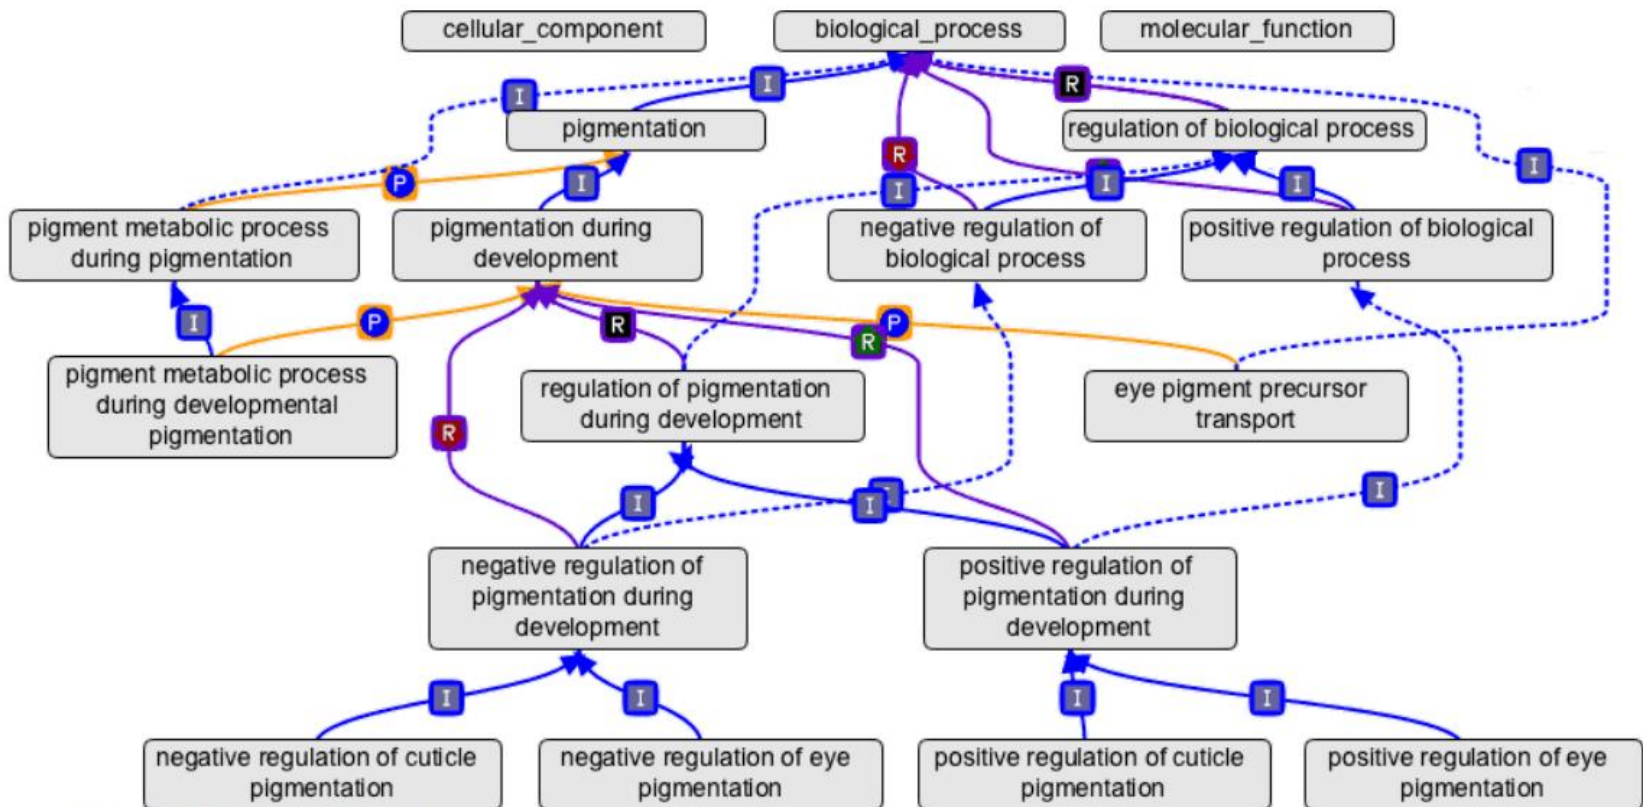 cellular_component
biological_process
molecular_function
I
I
R
pigmentation
regulation of biological process
R
I
P
I
I
I
I
pigment metabolic process
during pigmentation
pigmentation during
development
negative regulation of
biological process
positive regulation of biological
process
I
P
R
P
R
pigment metabolic process
during developmental
pigmentation
regulation of pigmentation
during development
eye pigment precursor
transport
R
I
I
I
I
negative regulation of
pigmentation during
development
positive regulation of
pigmentation during
development
I
I
I
I
negative regulation of cuticle
pigmentation
negative regulation of eye
pigmentation
positive regulation of cuticle
pigmentation
positive regulation of eye
pigmentation